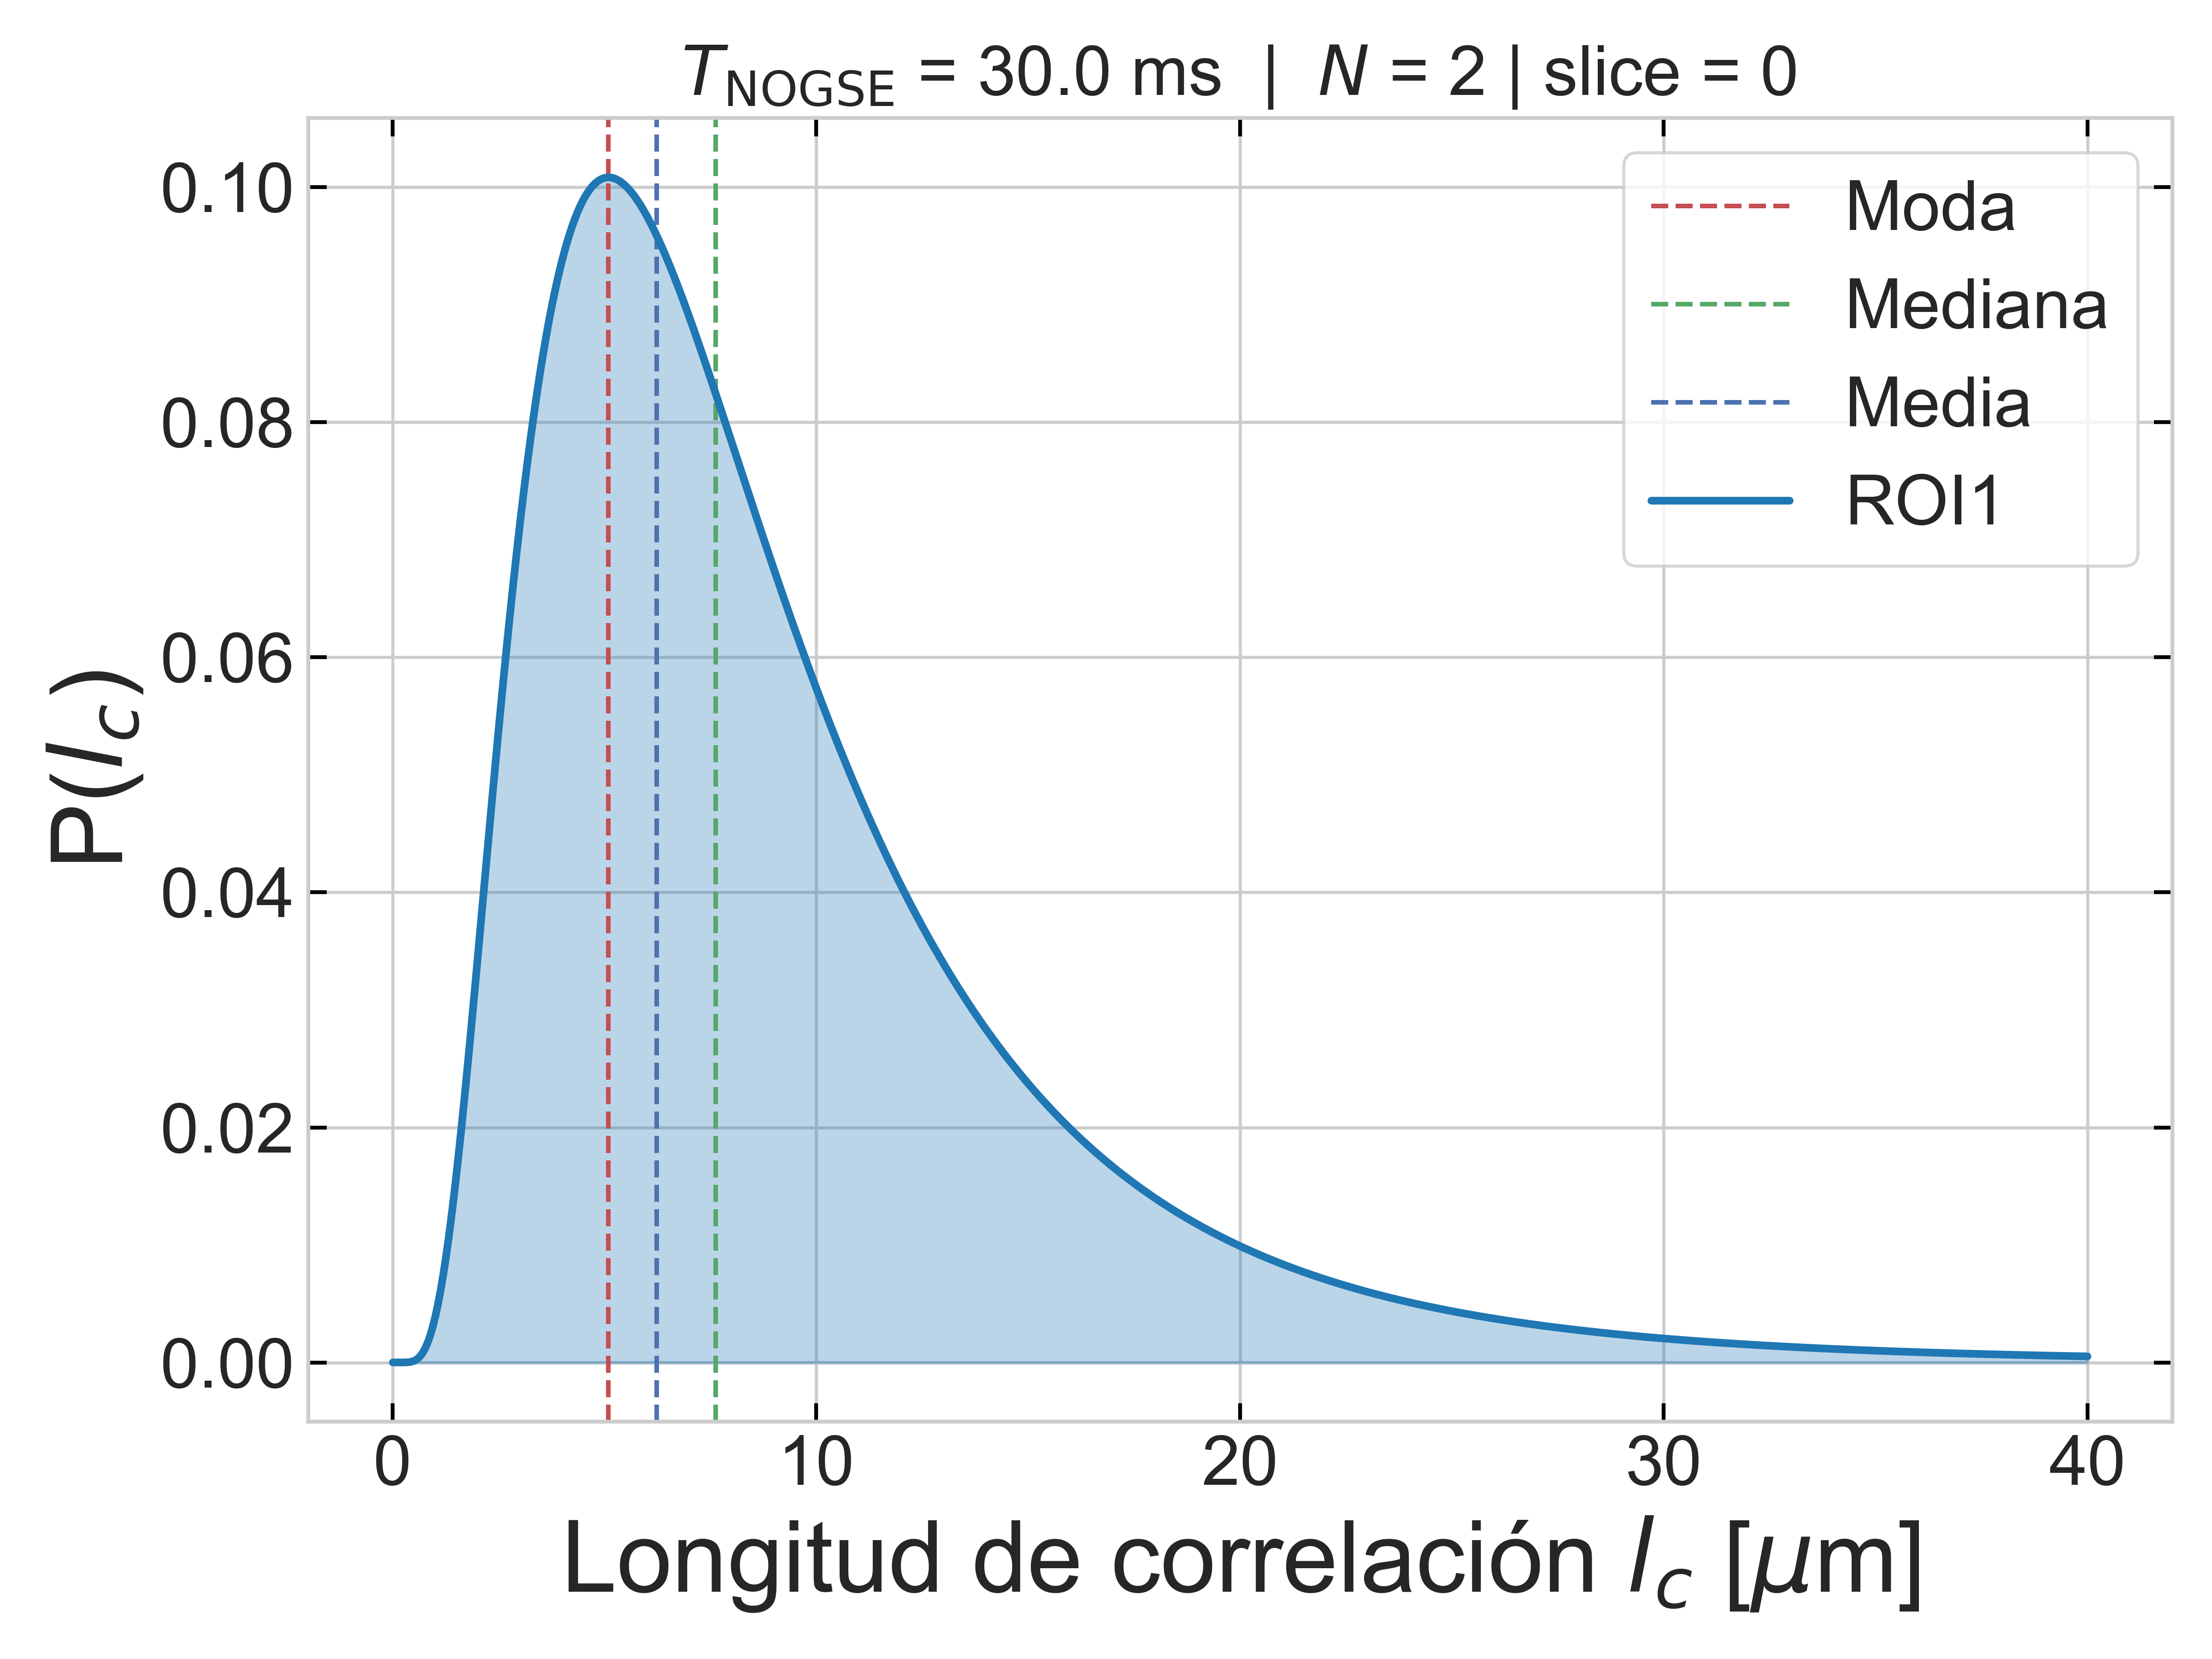 T_NOGSE = 30.0 ms | N = 2 | slice = 0
Moda
Mediana
Media
ROI1
P(l_c)
0.10
0.08
0.06
0.04
0.02
0.00
0 10 20 30 40
Longitud de correlación l_c [μm]